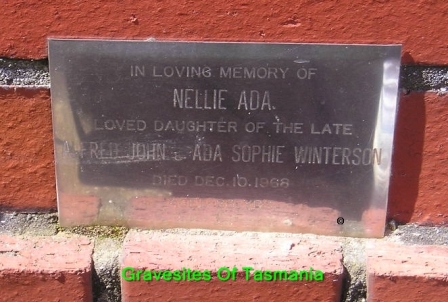 IN LOVING MEMORY OF
NELLIE ADA.
LOVED DAUGHTER OF THE LATE
ALFRED JOHN & ADA SOPHIE WINTERSON
DIED DEC. 10. 1968
Gravesites Of Tasmania